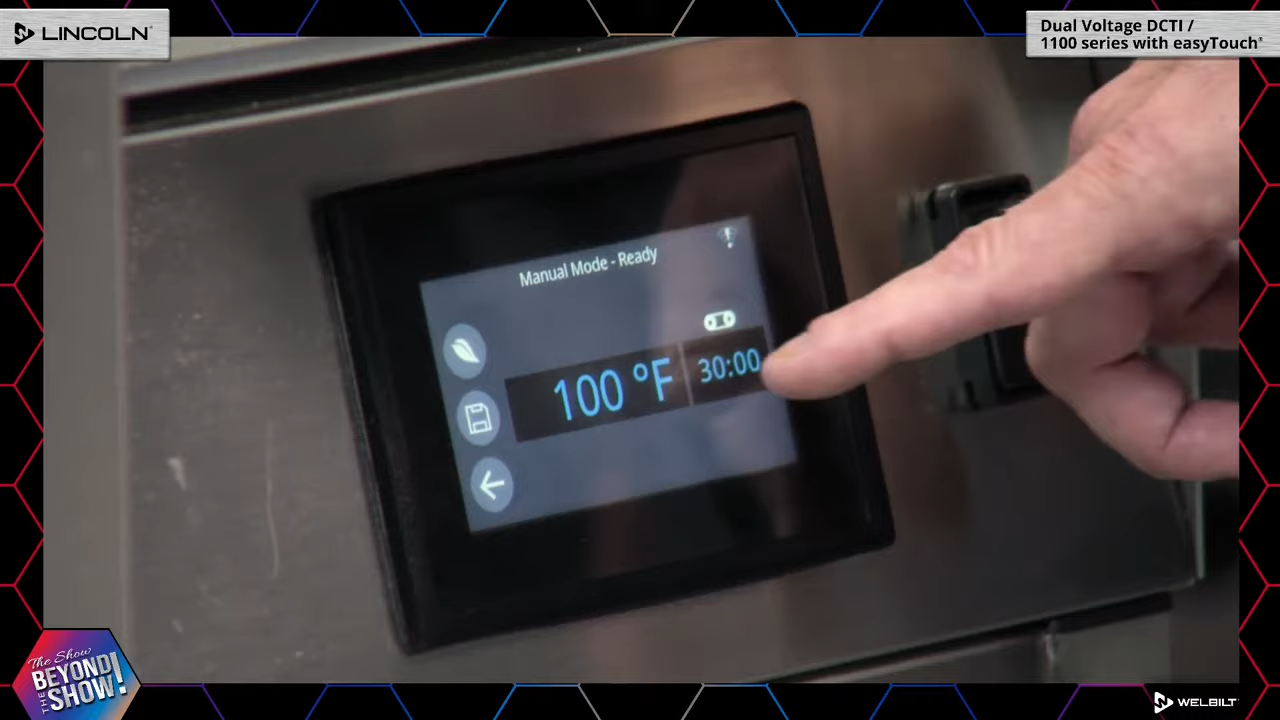 LINCOLN®
Dual Voltage DCTI /
1100 series with easyTouch®
Manual Mode - Ready
100 °F
30:00
The Show
BEYOND
THE SHOW!
WELBILT